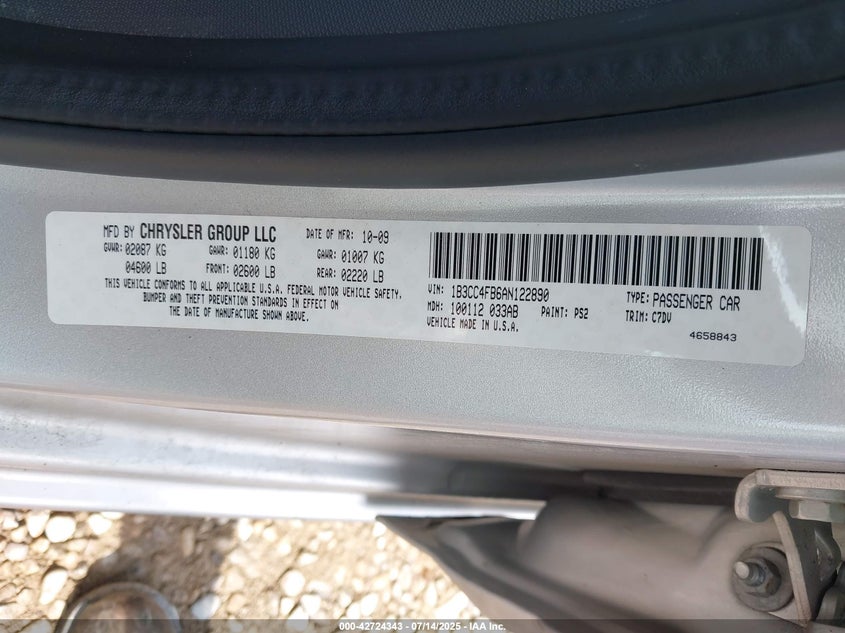 MFD BY CHRYSLER GROUP LLC DATE OF MFR: 10-09
GVWR: 02087 KG GAWR: 01180 KG GAWR: 01007 KG
04600 LB FRONT: 02600 LB REAR: 02220 LB
THIS VEHICLE CONFORMS TO ALL APPLICABLE U.S.A. FEDERAL MOTOR VEHICLE SAFETY,
BUMPER AND THEFT PREVENTION STANDARDS IN EFFECT ON
THE DATE OF MANUFACTURE SHOWN ABOVE.
VIN: 1B3CC4FB6AN122890 TYPE: PASSENGER CAR
MDH: 100112 033AB PAINT: PS2 TRIM: C7DV
VEHICLE MADE IN U.S.A.
4658843
000-42724343 - 07/14/2025 - IAA Inc.